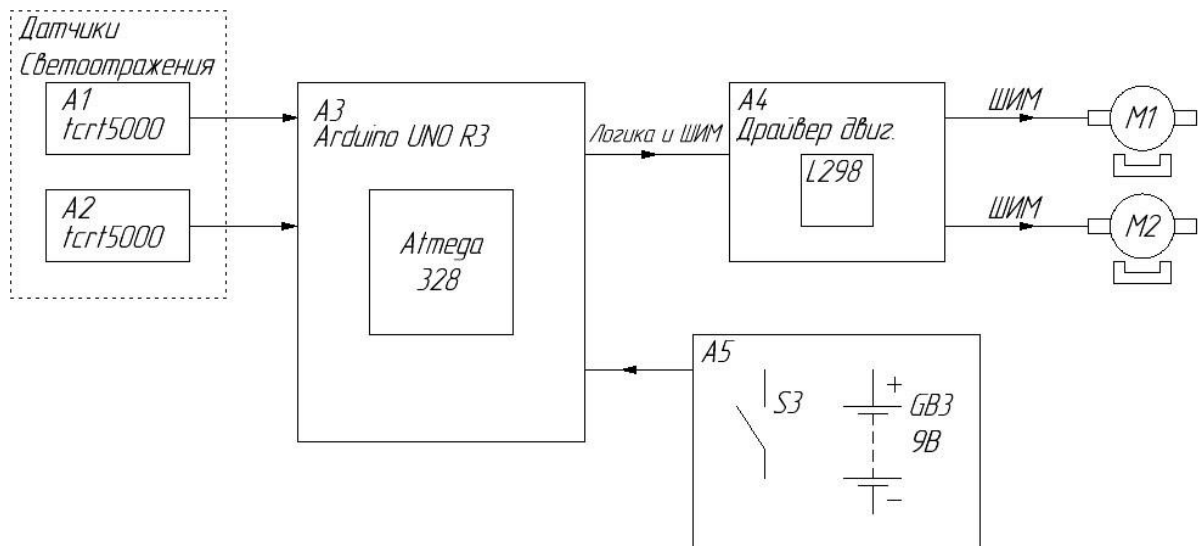 Датчики
Светоотражения
A1
tcrt5000
A2
tcrt5000
A3
Arduino UNO R3
Atmega
328
Логика и ШИМ
A4
Драйвер двиг.
L298
ШИМ
M1
ШИМ
M2
A5
S3
+
GB3
9В
-